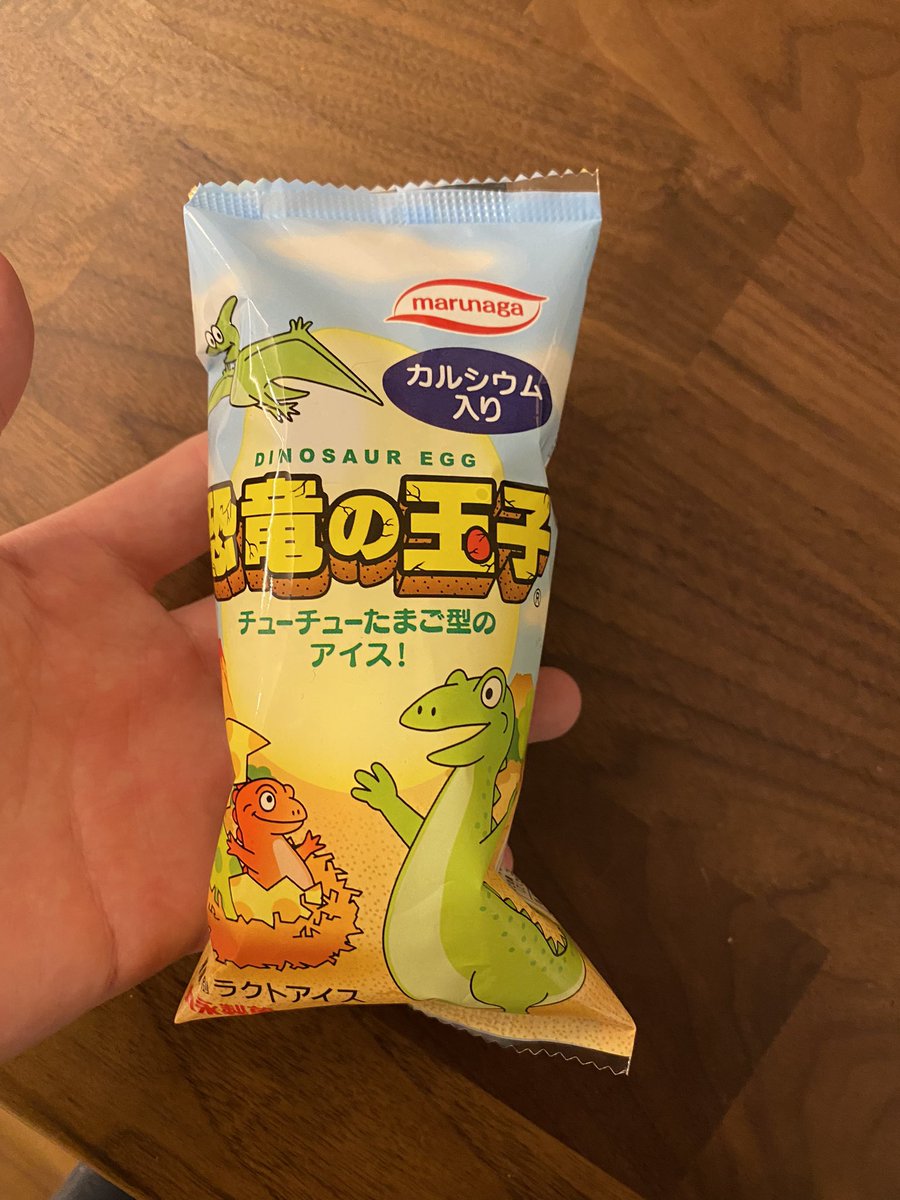 marunaga
カルシウム
入り
DINOSAUR EGG
恐竜の王子
®
チューチューたまご型の
アイス!
ラクトアイス